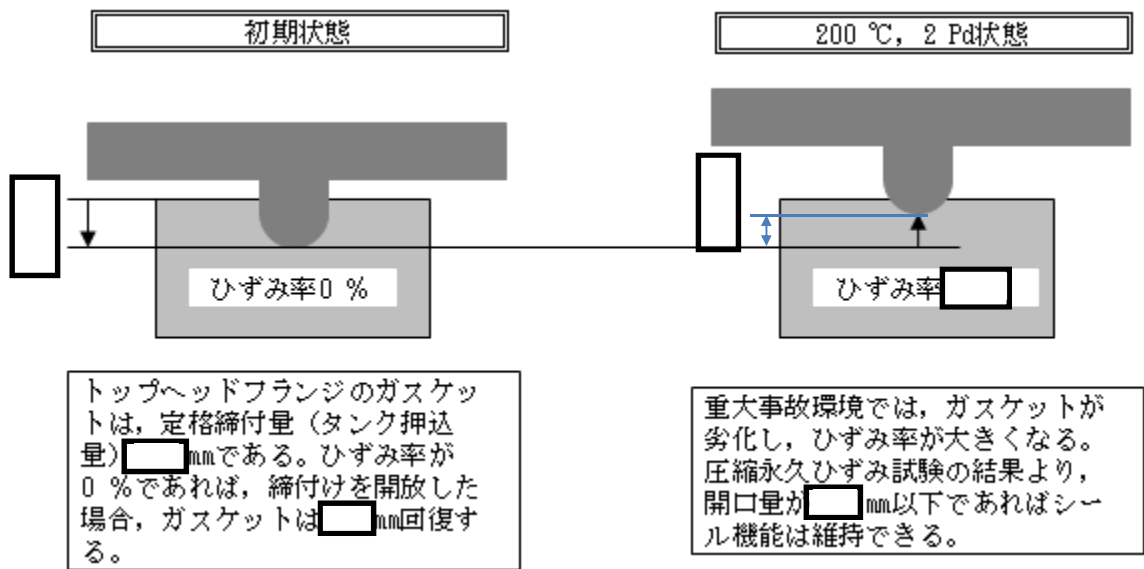 初期状態
200 ℃, 2 Pd状態
ひずみ率0 %
ひずみ率
トップヘッドフランジのガスケッ
トは,定格締付量(タンク押込
量) ㎜である。ひずみ率が
0 %であれば,締付けを開放した
場合,ガスケットは ㎜回復す
る。
重大事故環境では,ガスケットが
劣化し,ひずみ率が大きくなる。
圧縮永久ひずみ試験の結果より,
開口量が ㎜以下であればシー
ル機能は維持できる。